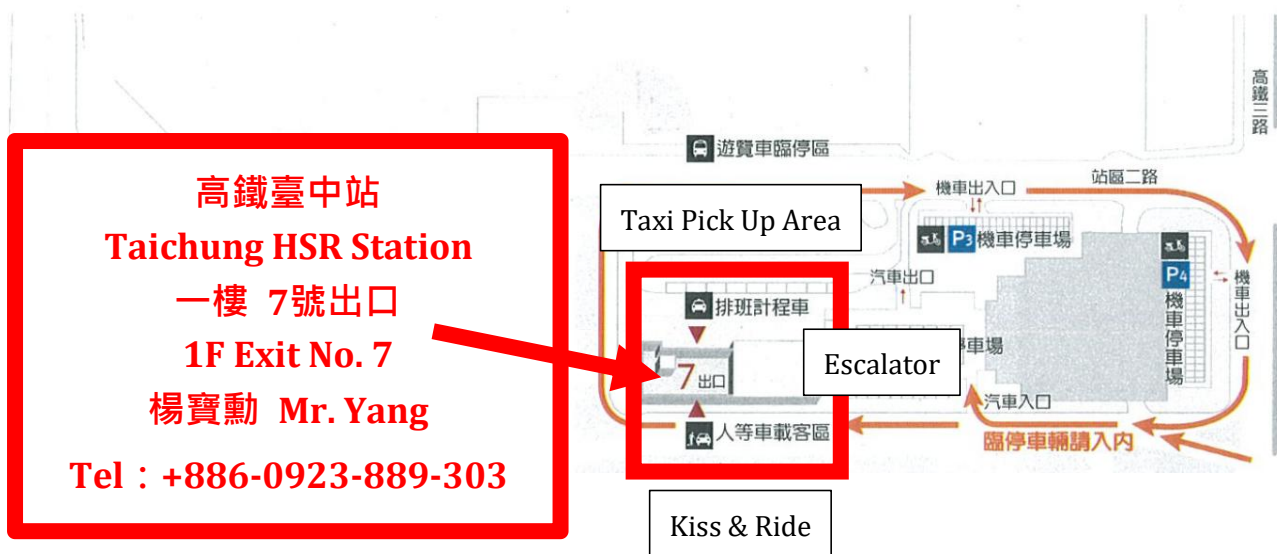 高鐵臺中站
Taichung HSR Station
一樓 7號出口
1F Exit No. 7
楊寶勳 Mr. Yang
Tel：+886-0923-889-303
高鐵三路
遊覽車臨停區
站區二路
機車出入口
Taxi Pick Up Area
P3 機車停車場
P4
機車停車場
機車出入口
汽車出口
排班計程車
7 出口
Escalator
車場
汽車入口
人等車載客區
臨停車輛請入內
Kiss & Ride